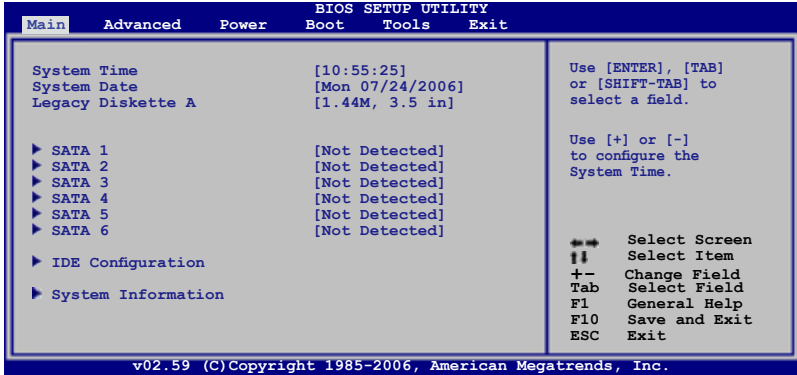 BIOS SETUP UTILITY
Main Advanced Power Boot Tools Exit
System Time [10:55:25]
System Date [Mon 07/24/2006]
Legacy Diskette A [1.44M, 3.5 in]
SATA 1 [Not Detected]
SATA 2 [Not Detected]
SATA 3 [Not Detected]
SATA 4 [Not Detected]
SATA 5 [Not Detected]
SATA 6 [Not Detected]
IDE Configuration
System Information
Use [ENTER], [TAB]
or [SHIFT-TAB] to
select a field.
Use [+] or [-]
to configure the
System Time.
Select Screen
Select Item
+- Change Field
Tab Select Field
F1 General Help
F10 Save and Exit
ESC Exit
v02.59 (C)Copyright 1985-2006, American Megatrends, Inc.